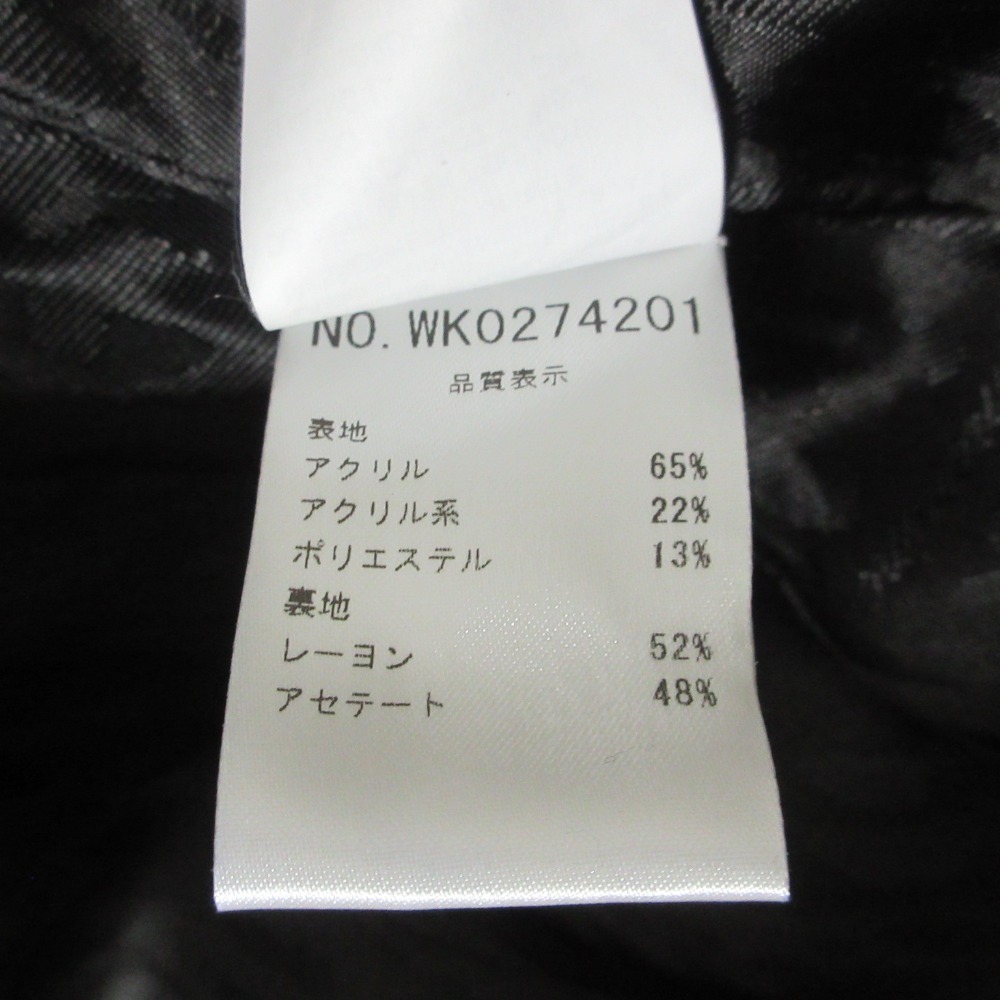 NO. WK0274201
品質表示
表地
アクリル 65%
アクリル系 22%
ポリエステル 13%
裏地
レーヨン 52%
アセテート 48%